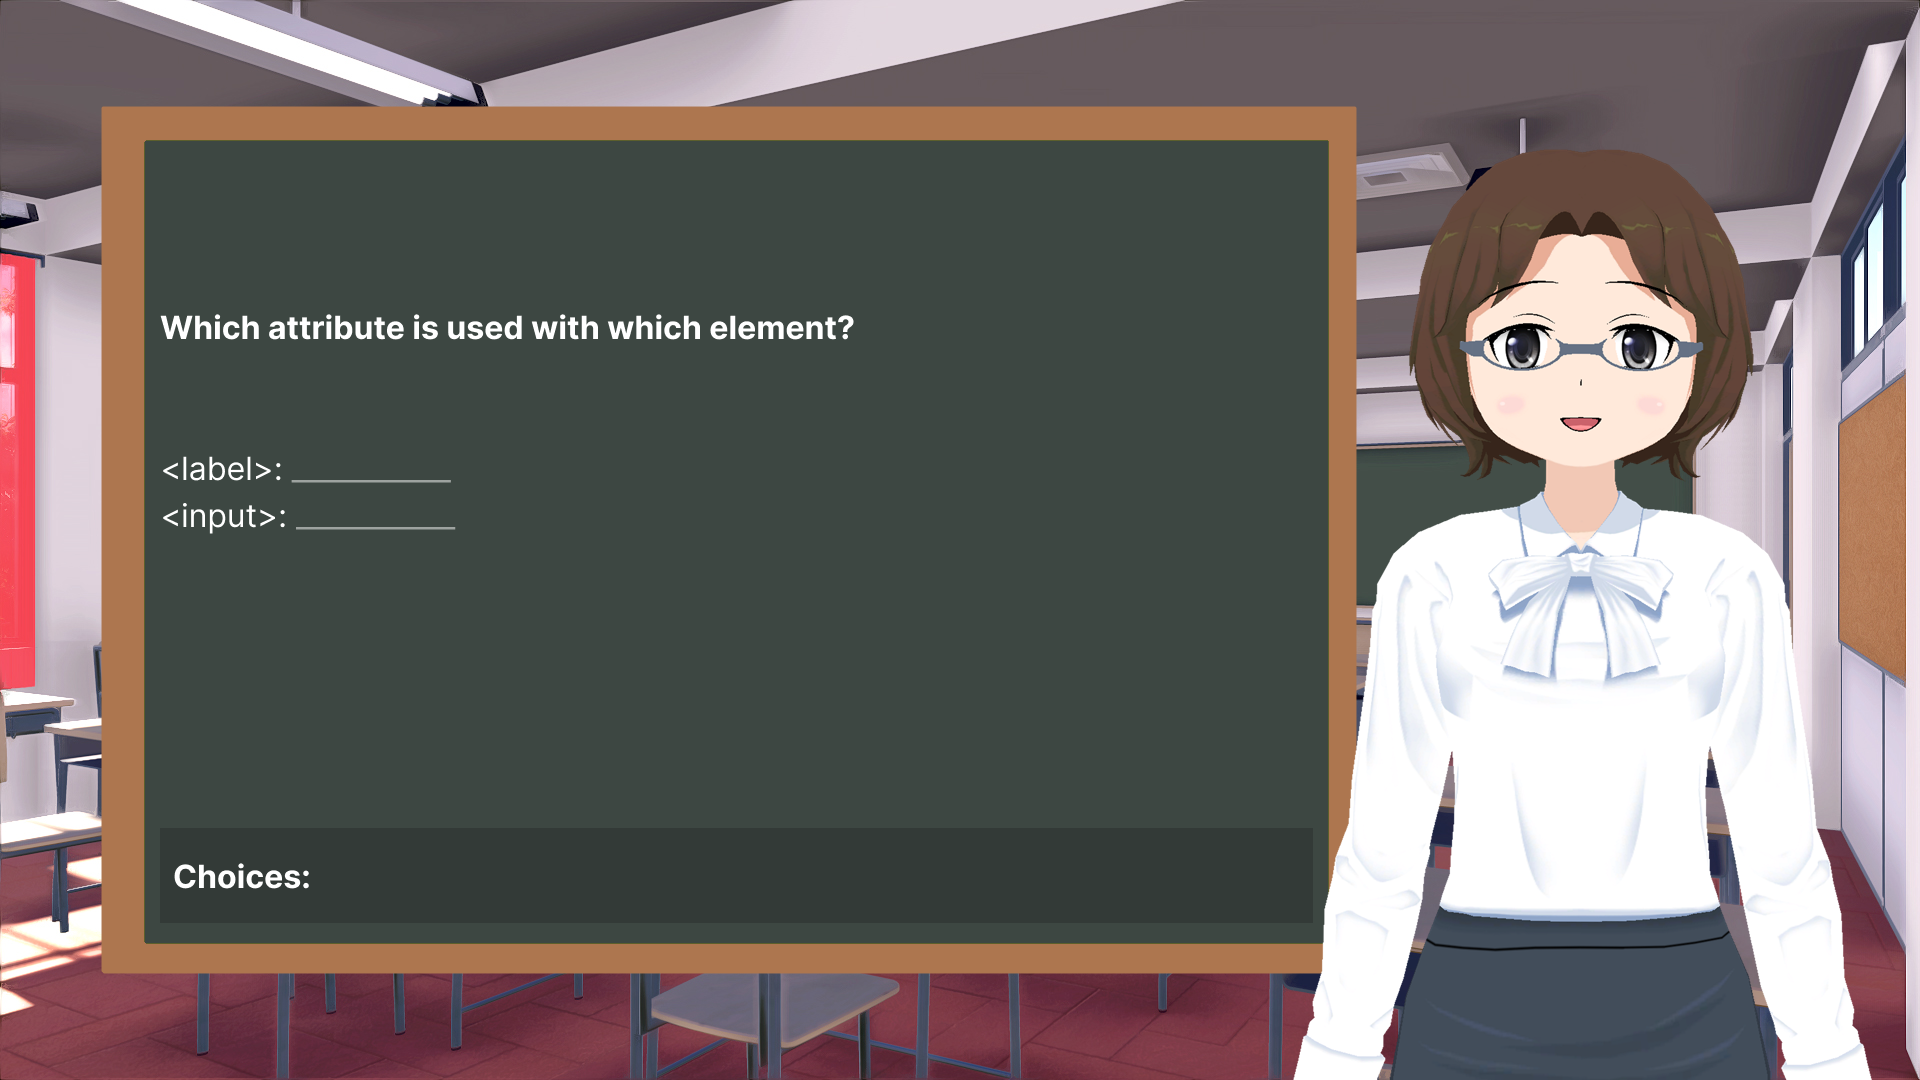 Which attribute is used with which element?
<label>: __________
<input>: __________
Choices: